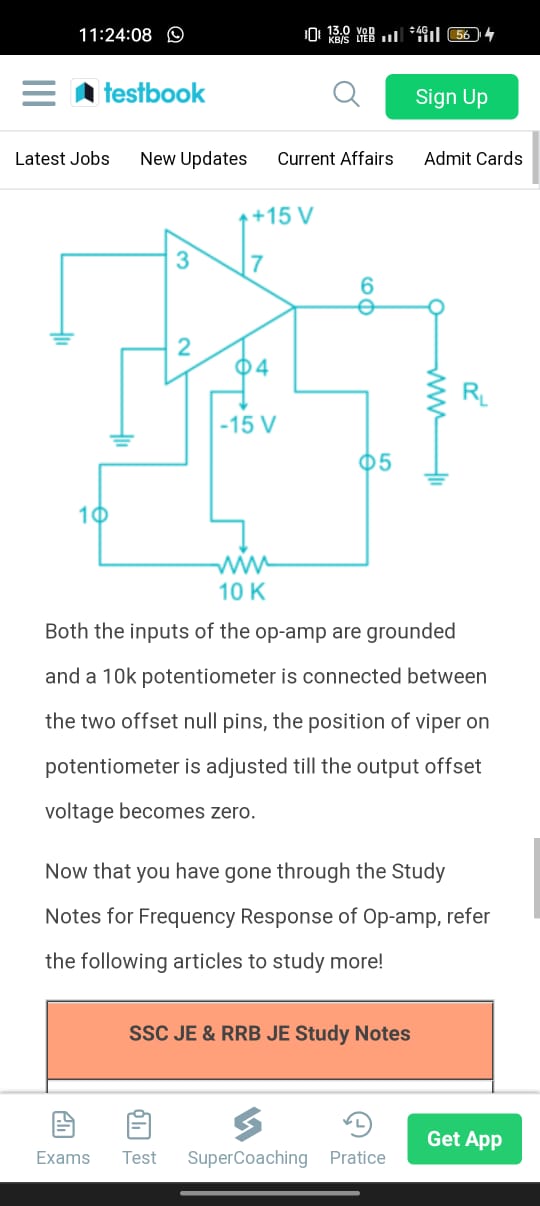 11:24:08
13.0 KB/S VoD LTEB 4G 56
testbook
Sign Up
Latest Jobs New Updates Current Affairs Admit Cards
+15 V
3
7
6
2
4
R_L
-15 V
5
1
10 K
Both the inputs of the op-amp are grounded
and a 10k potentiometer is connected between
the two offset null pins, the position of viper on
potentiometer is adjusted till the output offset
voltage becomes zero.
Now that you have gone through the Study
Notes for Frequency Response of Op-amp, refer
the following articles to study more!
SSC JE & RRB JE Study Notes
Exams Test SuperCoaching Pratice
Get App